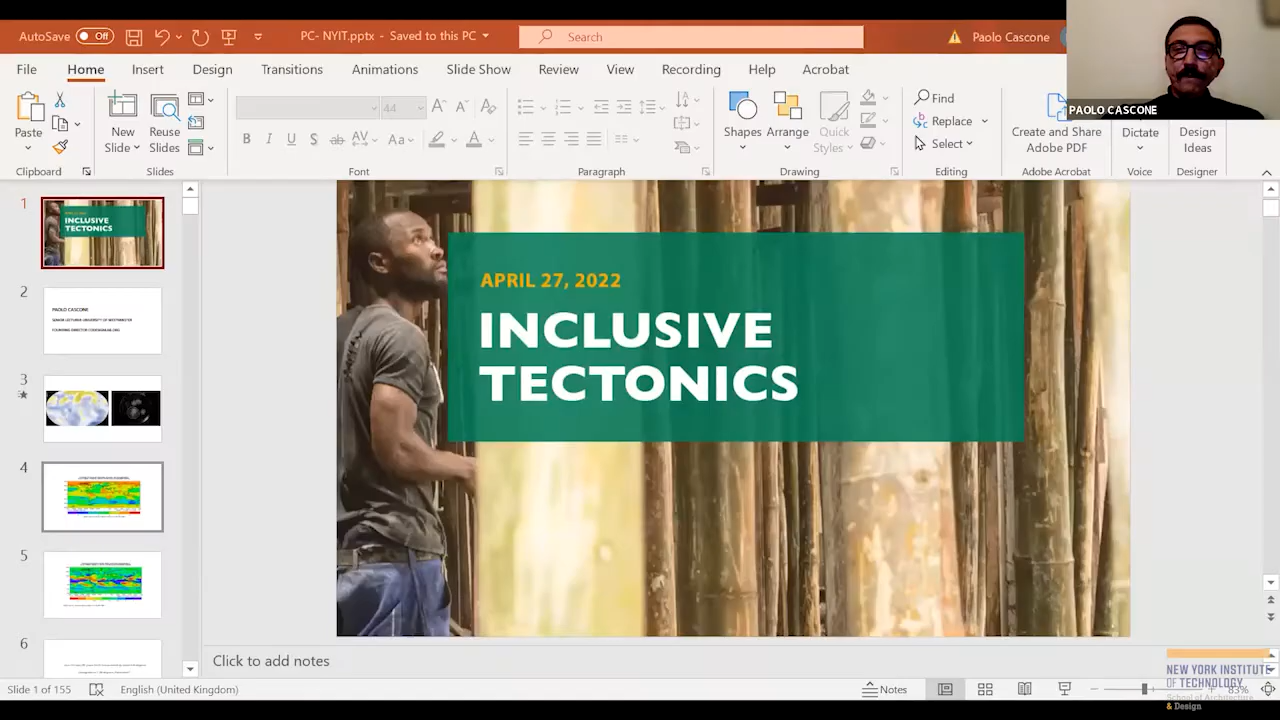 AutoSave Off PC- NYIT.pptx - Saved to this PC Search Paolo Cascone
PAOLO CASCONE
File Home Insert Design Transitions Animations Slide Show Review View Recording Help Acrobat
Paste New Slide Reuse Slides 44 Shapes Arrange Quick Styles Find Replace Select Create and Share Adobe PDF Dictate Design Ideas
Clipboard Slides Font Paragraph Drawing Editing Adobe Acrobat Voice Designer
1
INCLUSIVE
TECTONICS
2
PAOLO CASCONE
3
4
5
6
APRIL 27, 2022
INCLUSIVE
TECTONICS
Click to add notes
Slide 1 of 155 English (United Kingdom) Notes 83%
NEW YORK INSTITUTE
OF TECHNOLOGY
School of Architecture
& Design